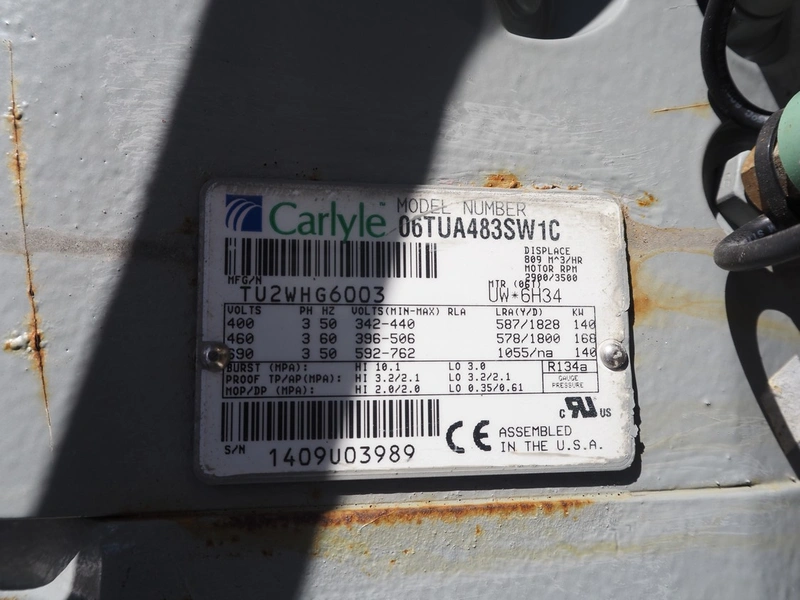 Carlyle™ MODEL NUMBER
06TUA483SW1C
DISPLACE
809 M^3/HR
MOTOR RPM
2900/3500
MFG/N MTR (06T)
TU2WHG6003 UW*6H34
VOLTS PH HZ VOLTS(MIN-MAX) RLA LRA(Y/D) KW
400 3 50 342-440 587/1828 140
460 3 60 396-506 578/1800 168
690 3 50 592-762 1055/na 140
BURST (MPA): HI 10.1 LO 3.0 R134a
PROOF TP/AP(MPA): HI 3.2/2.1 LO 3.2/2.1 GAUGE
MOP/DP (MPA): HI 2.0/2.0 LO 0.35/0.61 PRESSURE
S/N 1409U03989
CE
c RU US
ASSEMBLED
IN THE U.S.A.